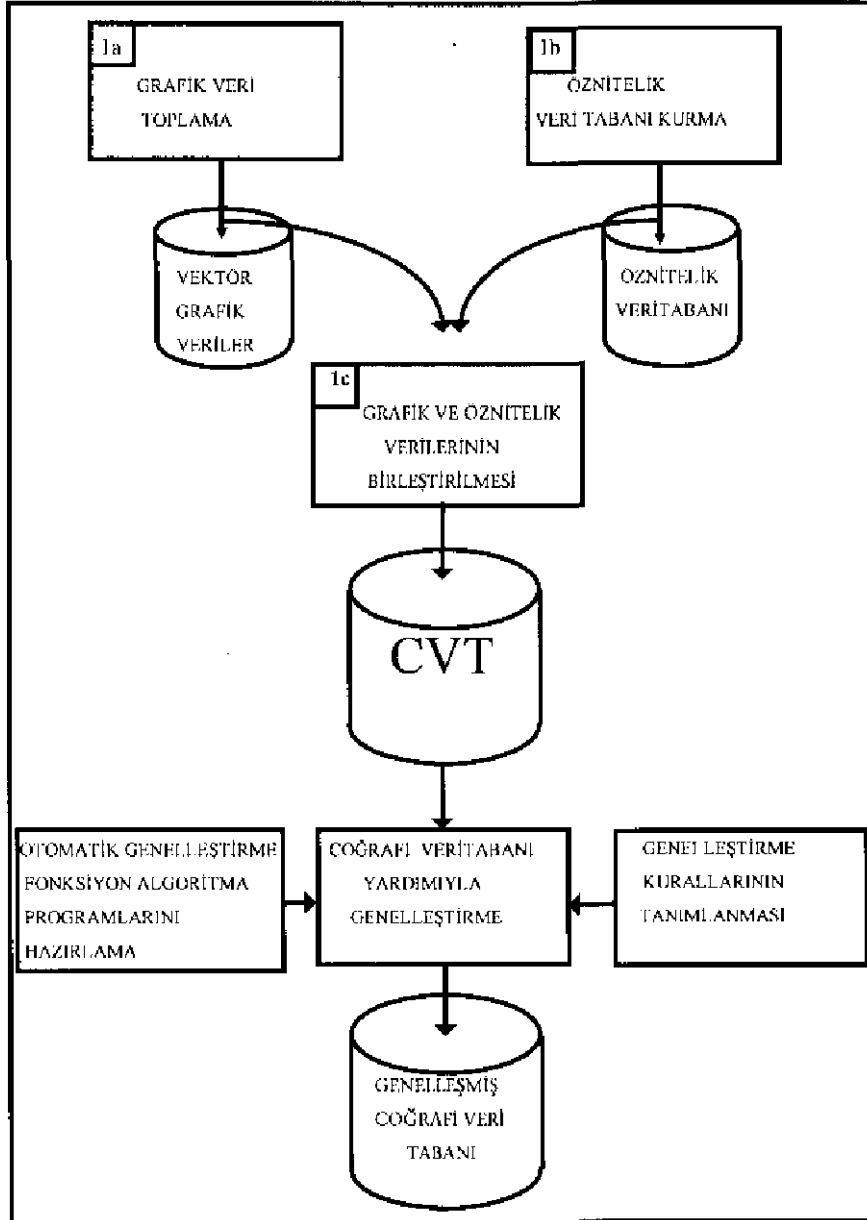 1a
GRAFİK VERİ
TOPLAMA
1b
ÖZNİTELİK
VERİ TABANI KURMA
VEKTÖR
GRAFİK
VERİLER
ÖZNİTELİK
VERİTABANI
1c
GRAFİK VE ÖZNİTELİK
VERİLERİNİN
BİRLEŞTİRİLMESİ
CVT
OTOMATİK GENELLEŞTİRME
FONKSİYON ALGORİTMA
PROGRAMLARINI
HAZIRLAMA
COĞRAFİ VERİTABANI
YARDIMIYLA
GENELLEŞTİRME
GENELLEŞTİRME
KURALLARININ
TANIMLANMASI
GENELLEŞMİŞ
COĞRAFİ VERİ
TABANI